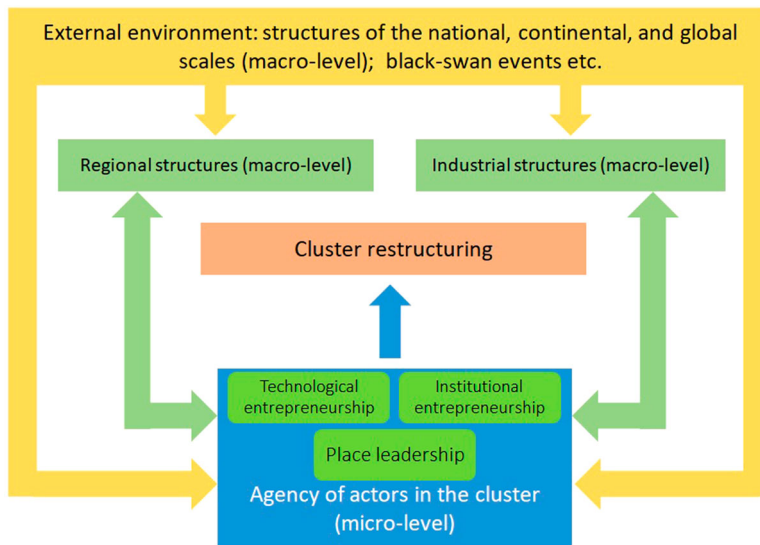 External environment: structures of the national, continental, and global
scales (macro-level); black-swan events etc.
Regional structures (macro-level)
Industrial structures (macro-level)
Cluster restructuring
Technological
entrepreneurship
Institutional
entrepreneurship
Place leadership
Agency of actors in the cluster
(micro-level)